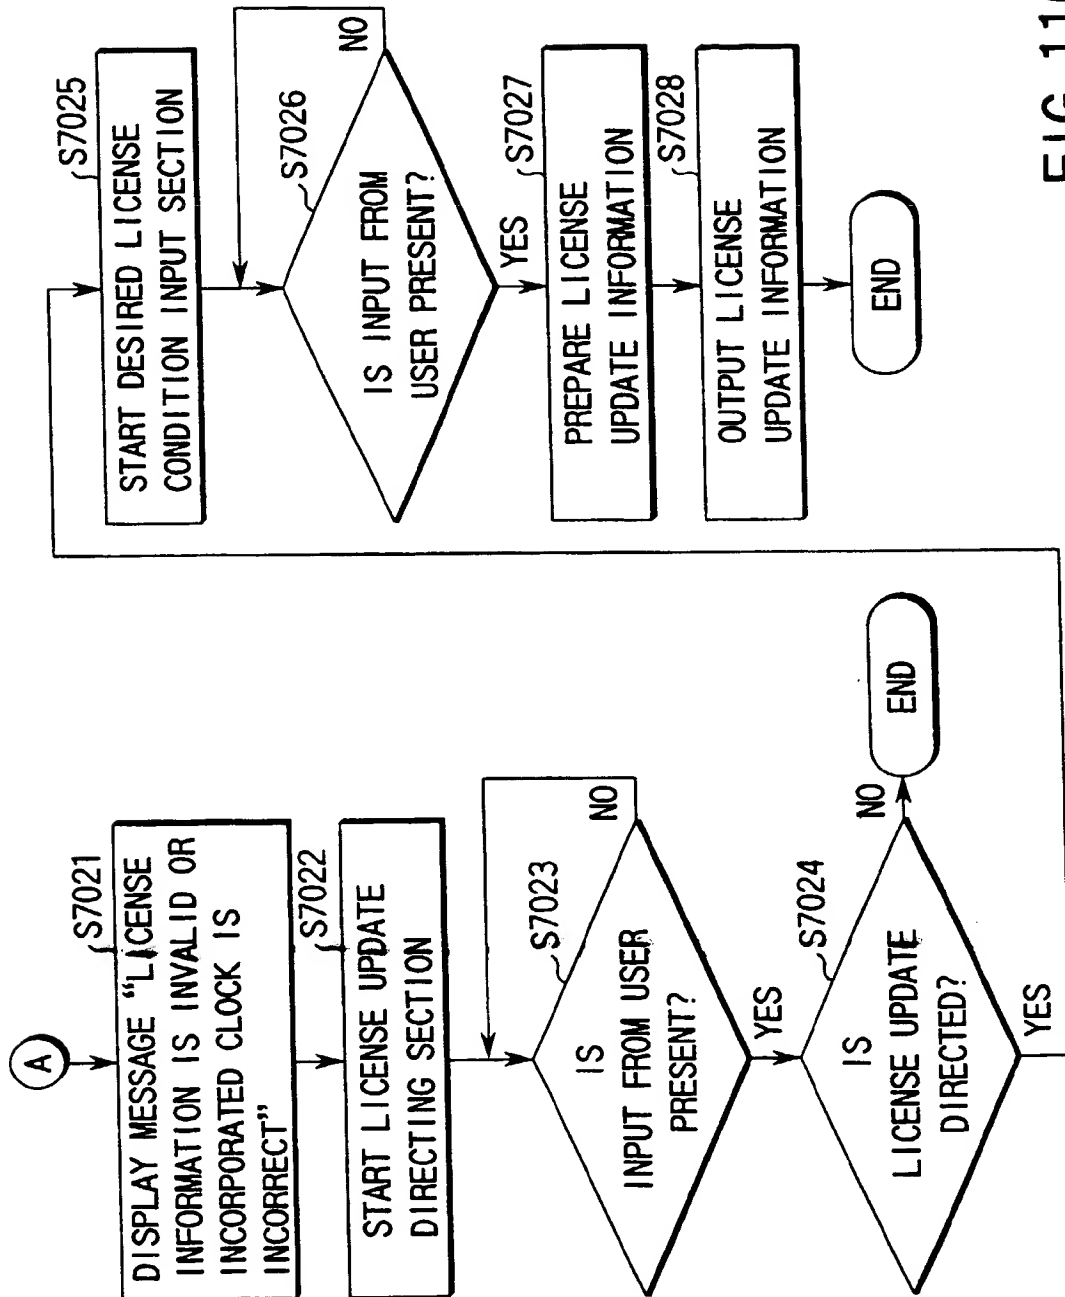 A
S7021
DISPLAY MESSAGE "LICENSE
INFORMATION IS INVALID OR
INCORPORATED CLOCK IS
INCORRECT"
S7022
START LICENSE UPDATE
DIRECTING SECTION
S7023
IS
INPUT FROM USER
PRESENT?
NO
YES
S7024
IS
LICENSE UPDATE
DIRECTED?
NO
END
YES
S7025
START DESIRED LICENSE
CONDITION INPUT SECTION
S7026
IS INPUT FROM
USER PRESENT?
NO
YES
S7027
PREPARE LICENSE
UPDATE INFORMATION
S7028
OUTPUT LICENSE
UPDATE INFORMATION
END